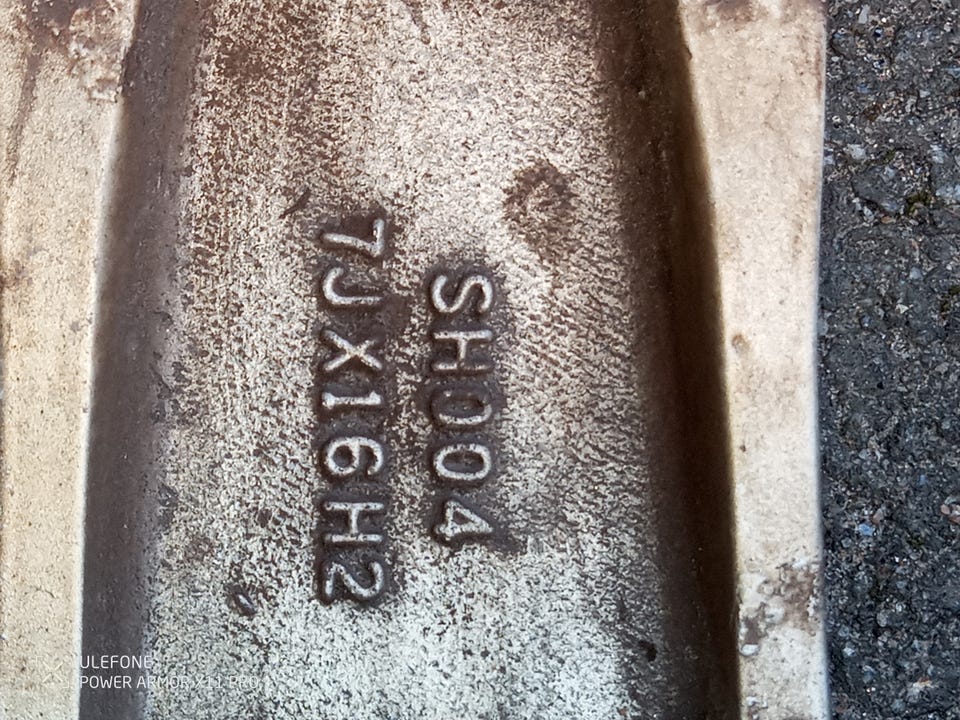 SH004
7JX16H2
ULEFONE
POWER ARMOR X11 PRO